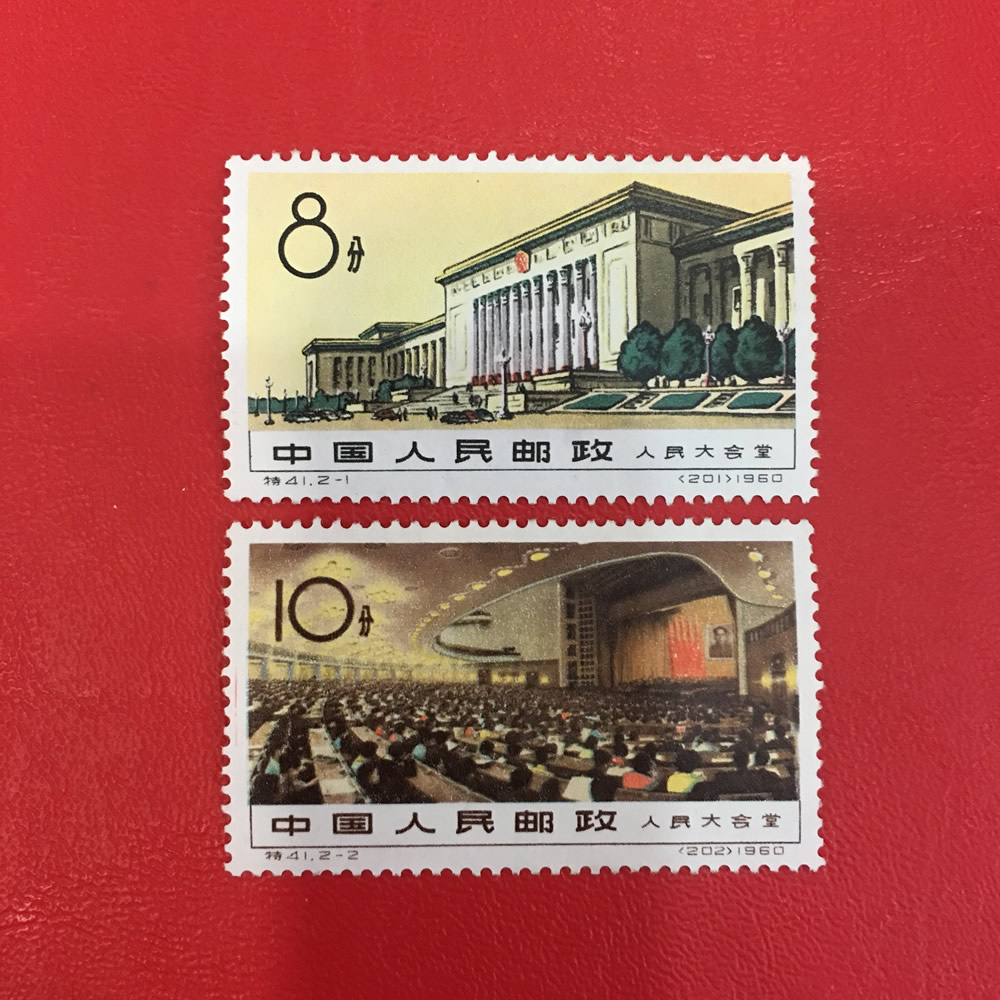 8分
中国人民邮政 人民大会堂
特41.2-1 (201)1960
10分
中国人民邮政 人民大会堂
特41.2-2 (202)1960